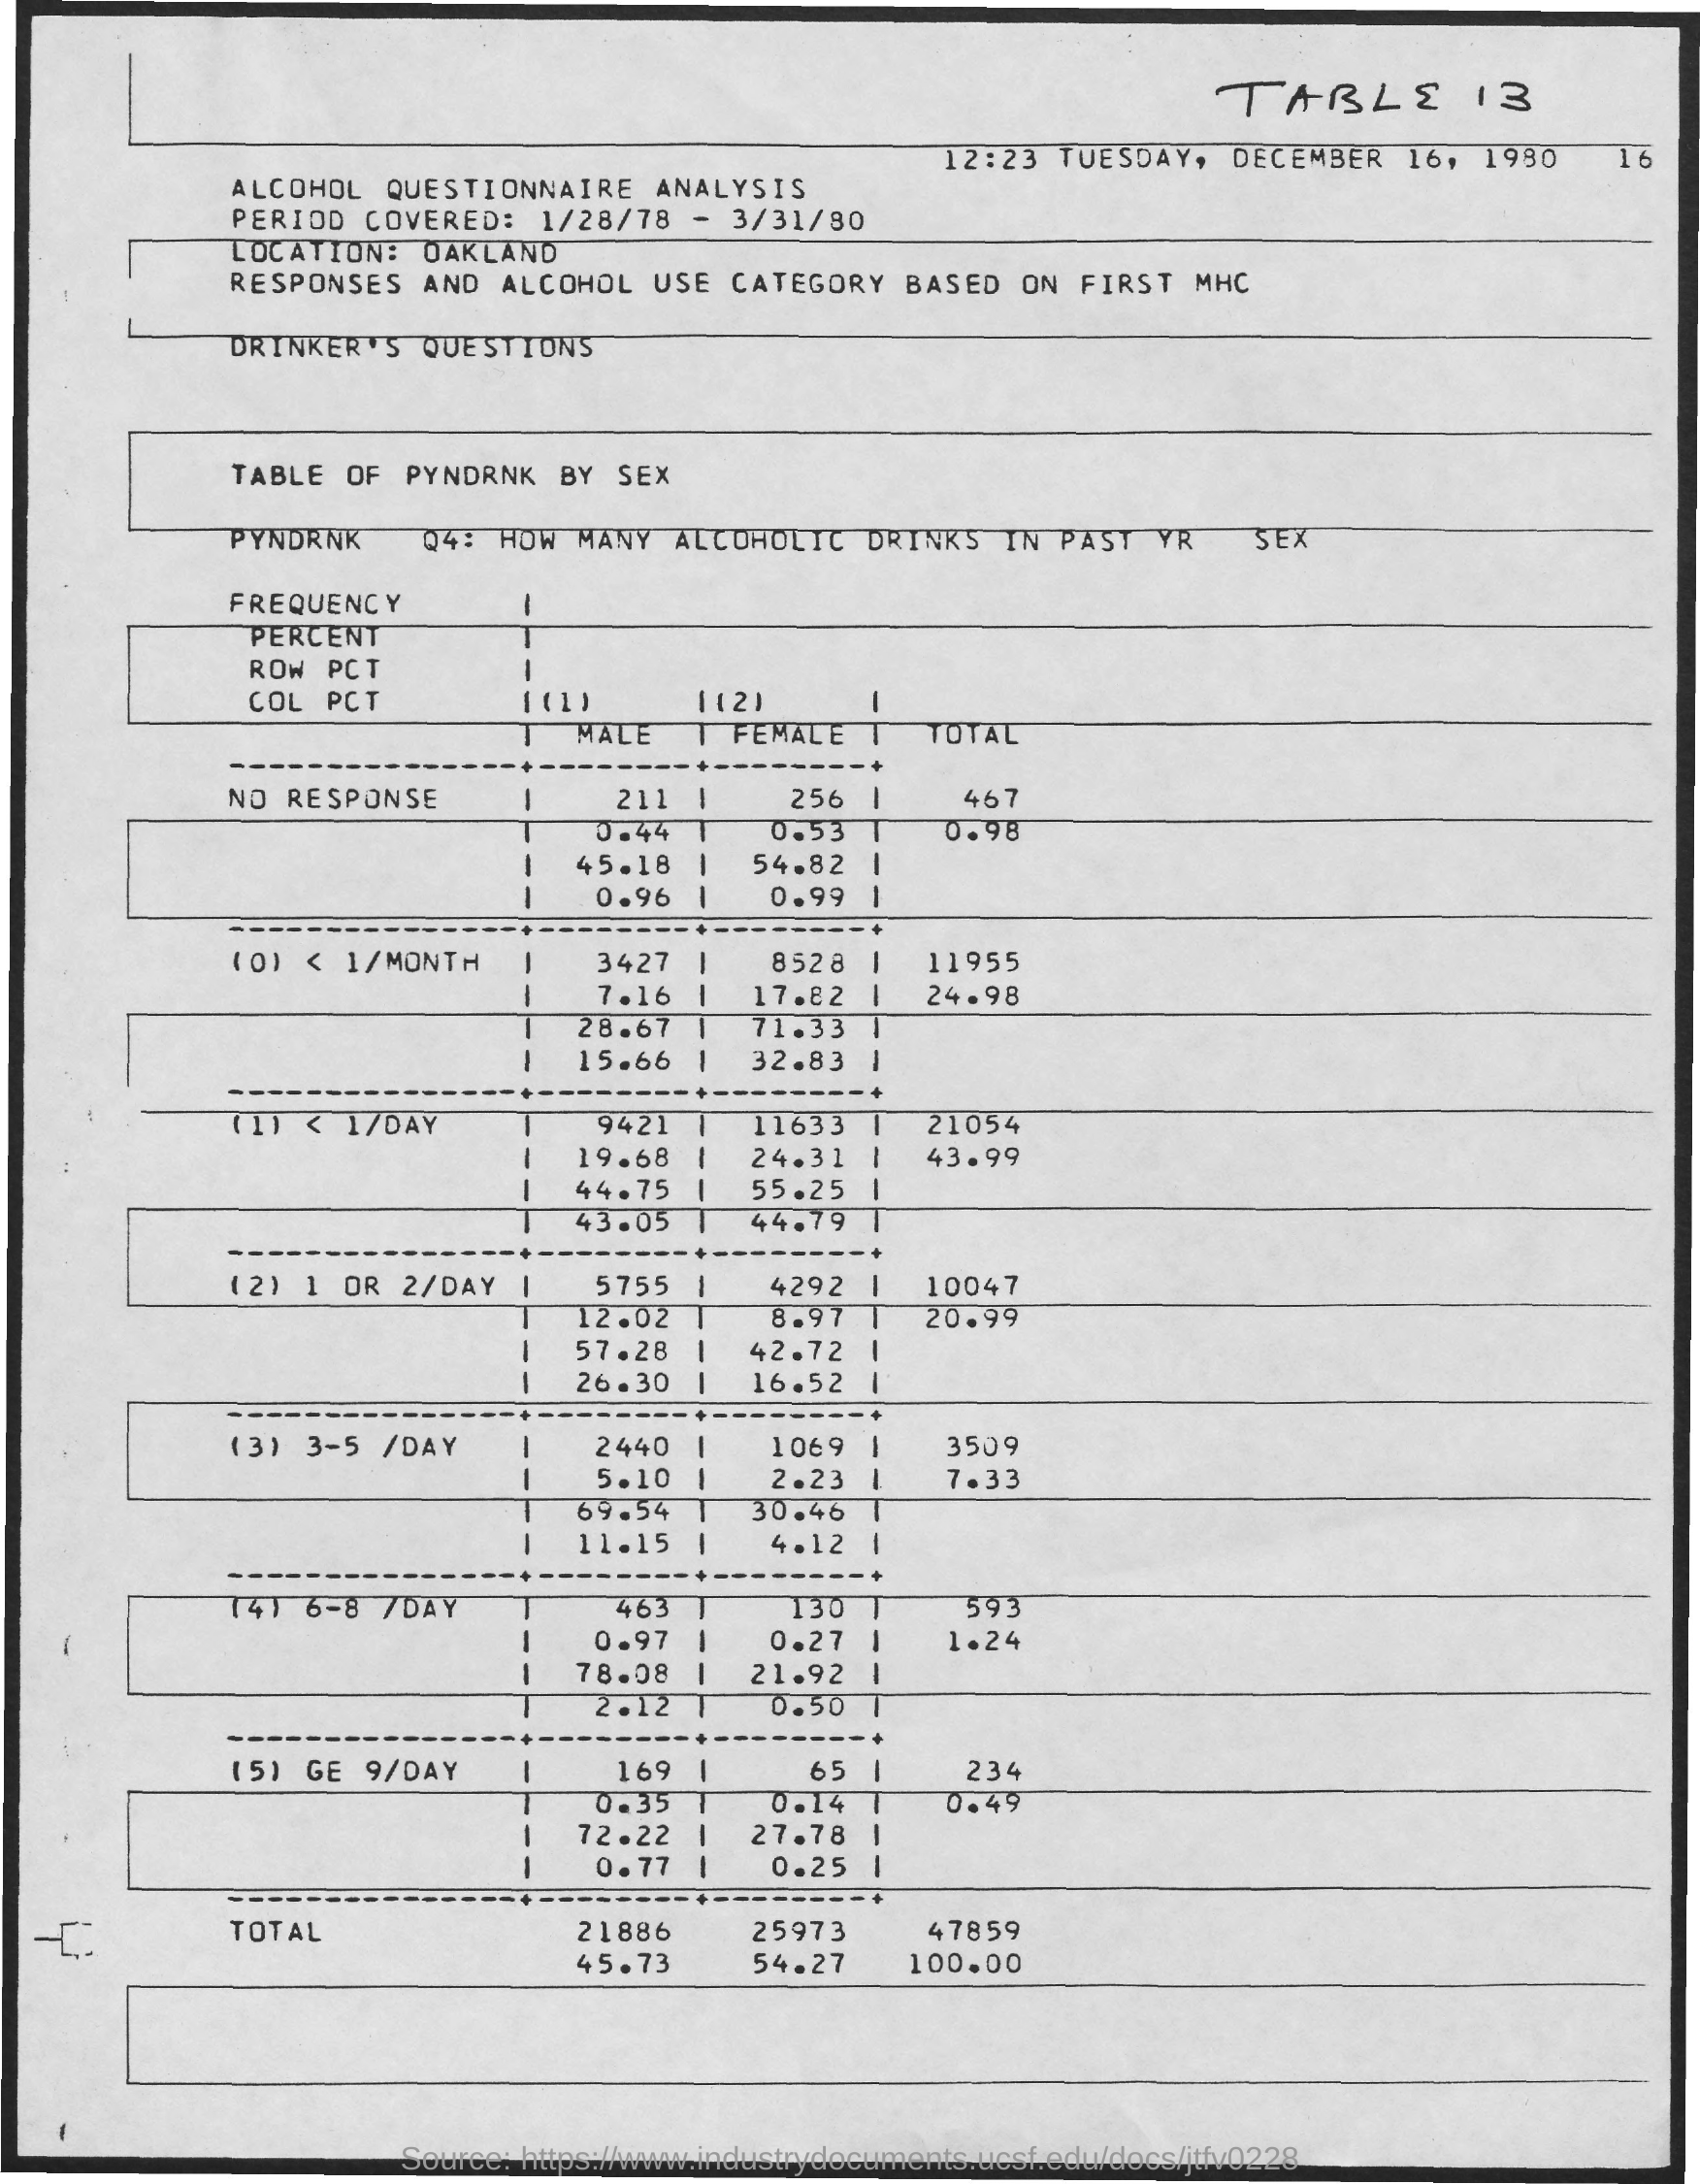 TABLE 13
12:23 TUESDAY, DECEMBER 16, 1980 16
ALCOHOL QUESTIONNAIRE ANALYSIS
PERIOD COVERED: 1/28/78 - 3/31/80
LOCATION: OAKLAND
RESPONSES AND ALCOHOL USE CATEGORY BASED ON FIRST MHC
DRINKER'S QUESTIONS
TABLE OF PYNDRNK BY SEX
PYNDRNK Q4: HOW MANY ALCOHOLIC DRINKS IN PAST YR SEX
FREQUENCY |
PERCENT |
ROW PCT |
COL PCT |(1) |(2) |
| MALE | FEMALE | TOTAL
NO RESPONSE | 211 | 256 | 467
| 0.44 | 0.53 | 0.98
| 45.18 | 54.82 |
| 0.96 | 0.99 |
(0) < 1/MONTH | 3427 | 8528 | 11955
| 7.16 | 17.82 | 24.98
| 28.67 | 71.33 |
| 15.66 | 32.83 |
(1) < 1/DAY | 9421 | 11633 | 21054
| 19.68 | 24.31 | 43.99
| 44.75 | 55.25 |
| 43.05 | 44.79 |
(2) 1 OR 2/DAY | 5755 | 4292 | 10047
| 12.02 | 8.97 | 20.99
| 57.28 | 42.72 |
| 26.30 | 16.52 |
(3) 3-5 /DAY | 2440 | 1069 | 3509
| 5.10 | 2.23 | 7.33
| 69.54 | 30.46 |
| 11.15 | 4.12 |
(4) 6-8 /DAY | 463 | 130 | 593
| 0.97 | 0.27 | 1.24
| 78.08 | 21.92 |
| 2.12 | 0.50 |
(5) GE 9/DAY | 169 | 65 | 234
| 0.35 | 0.14 | 0.49
| 72.22 | 27.78 |
| 0.77 | 0.25 |
TOTAL 21886 25973 47859
45.73 54.27 100.00
Source: https://www.industrydocuments.ucsf.edu/docs/jtfv0228